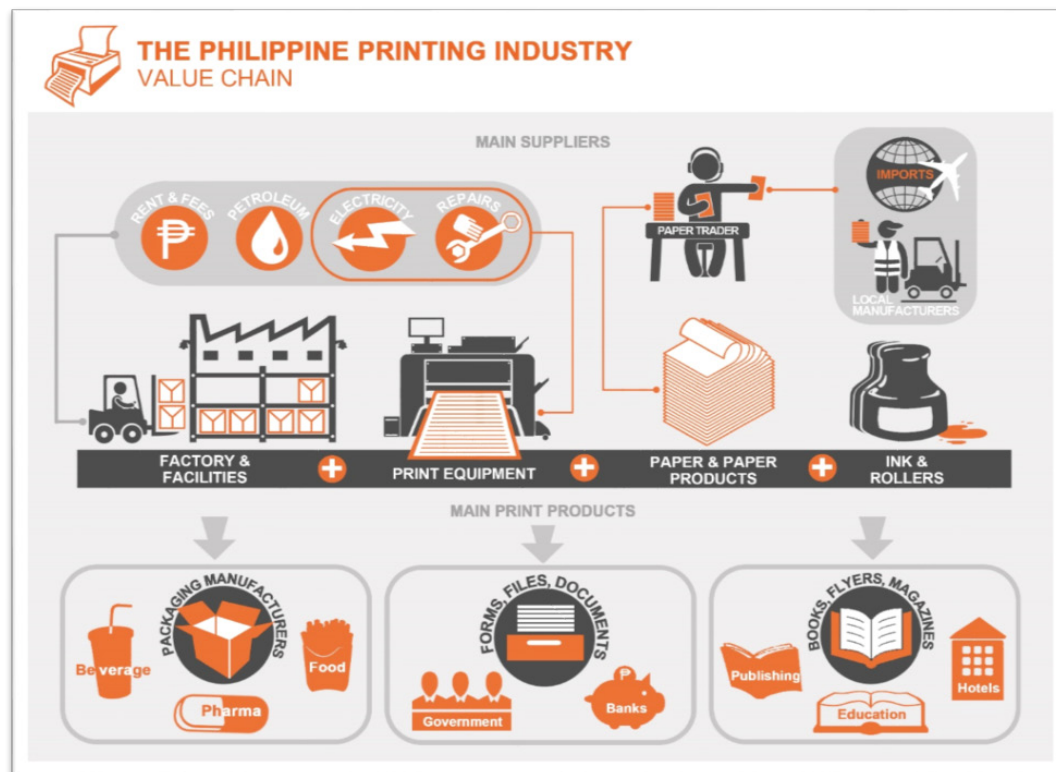 THE PHILIPPINE PRINTING INDUSTRY
VALUE CHAIN
MAIN SUPPLIERS
RENT & FEES
PETROLEUM
ELECTRICITY
REPAIRS
PAPER TRADER
IMPORTS
LOCAL
MANUFACTURERS
FACTORY &
FACILITIES
PRINT EQUIPMENT
PAPER & PAPER
PRODUCTS
INK &
ROLLERS
MAIN PRINT PRODUCTS
PACKAGING MANUFACTURERS
Beverage
Food
Pharma
FORMS, FILES, DOCUMENTS
Government
Banks
BOOKS, FLYERS, MAGAZINES
Publishing
Education
Hotels